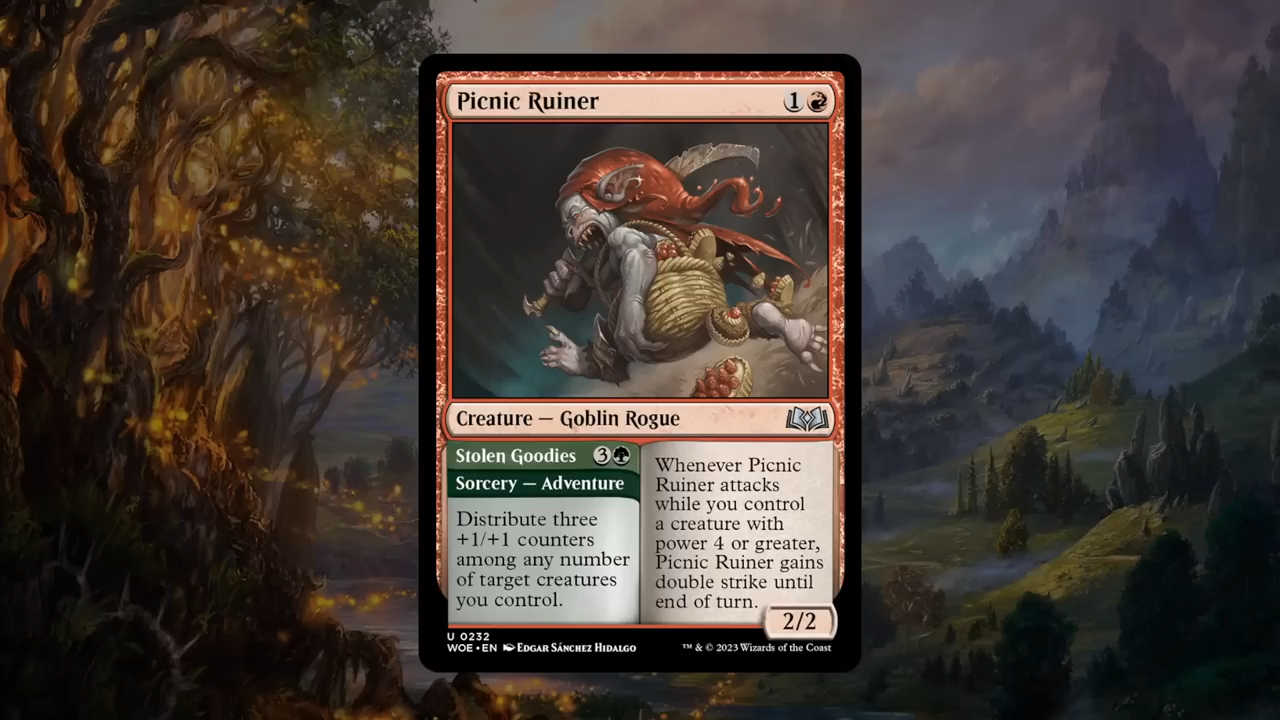 Picnic Ruiner 1
Creature — Goblin Rogue
Stolen Goodies 3
Sorcery — Adventure
Distribute three
+1/+1 counters
among any number
of target creatures
you control.
Whenever Picnic
Ruiner attacks
while you control
a creature with
power 4 or greater,
Picnic Ruiner gains
double strike until
end of turn.
2/2
U 0232
WOE • EN Edgar Sánchez Hidalgo
™ & © 2023 Wizards of the Coast